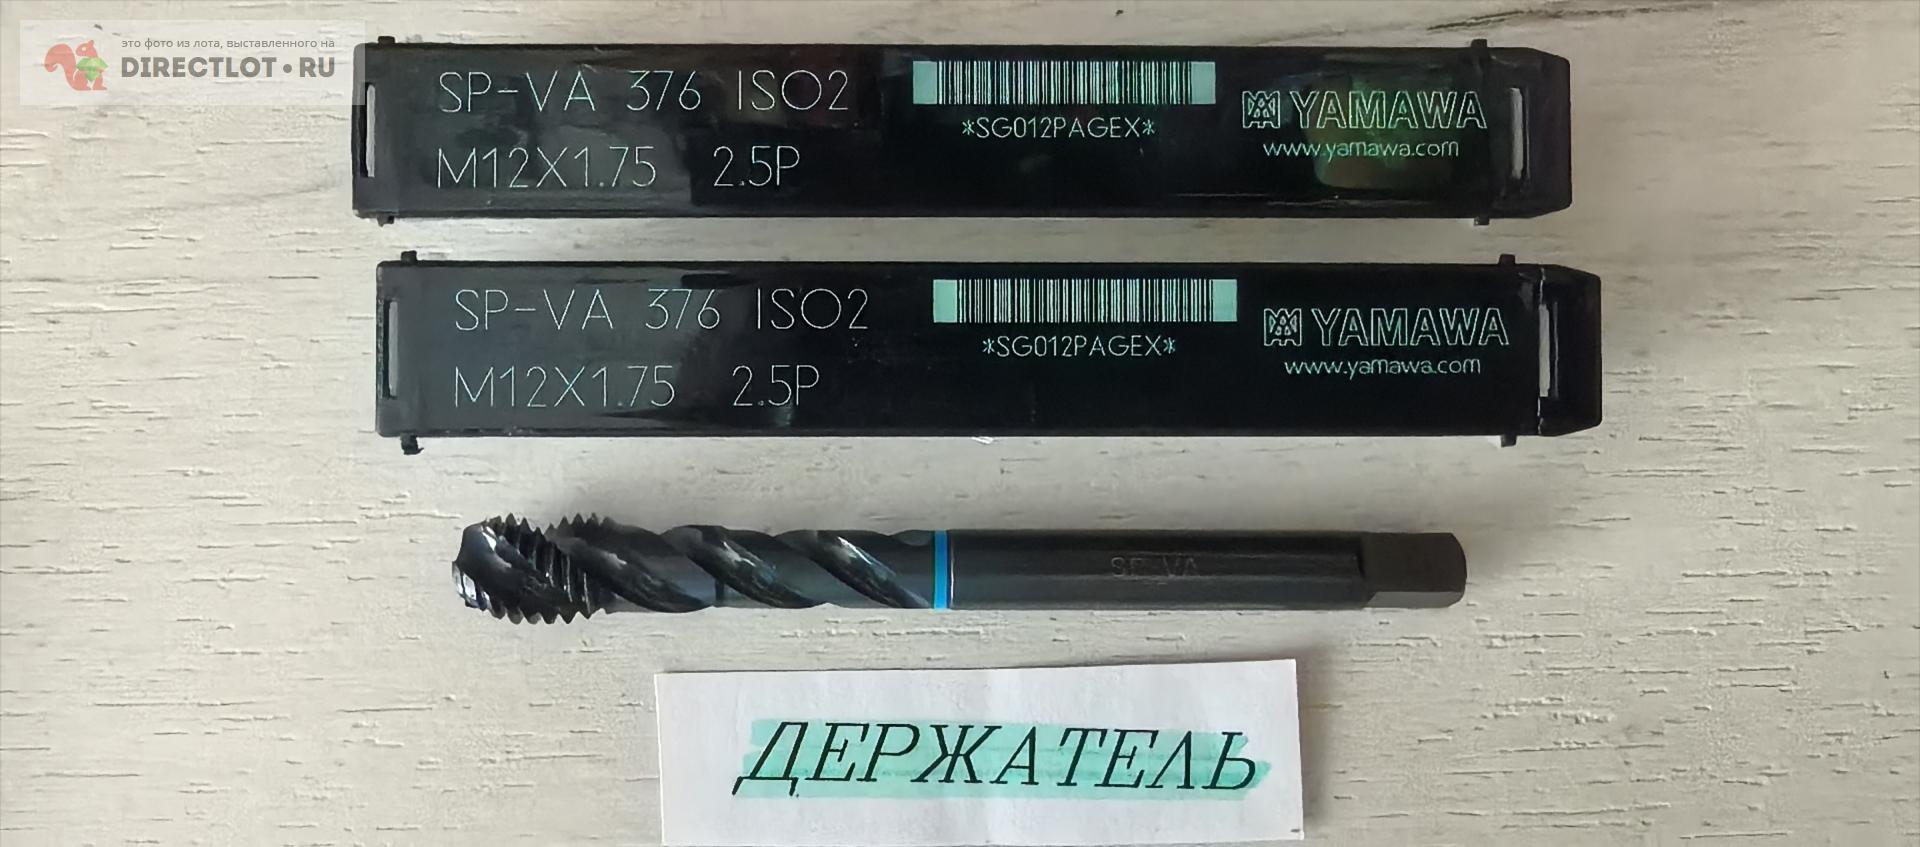 это фото из лота, выставленного на
DIRECTLOT•RU
SP-VA 376 ISO2
M12X1.75 2.5P
*SG012PAGEX*
YAMAWA
www.yamawa.com
SP-VA 376 ISO2
M12X1.75 2.5P
*SG012PAGEX*
YAMAWA
www.yamawa.com
SP-VA
ДЕРЖАТЕЛЬ